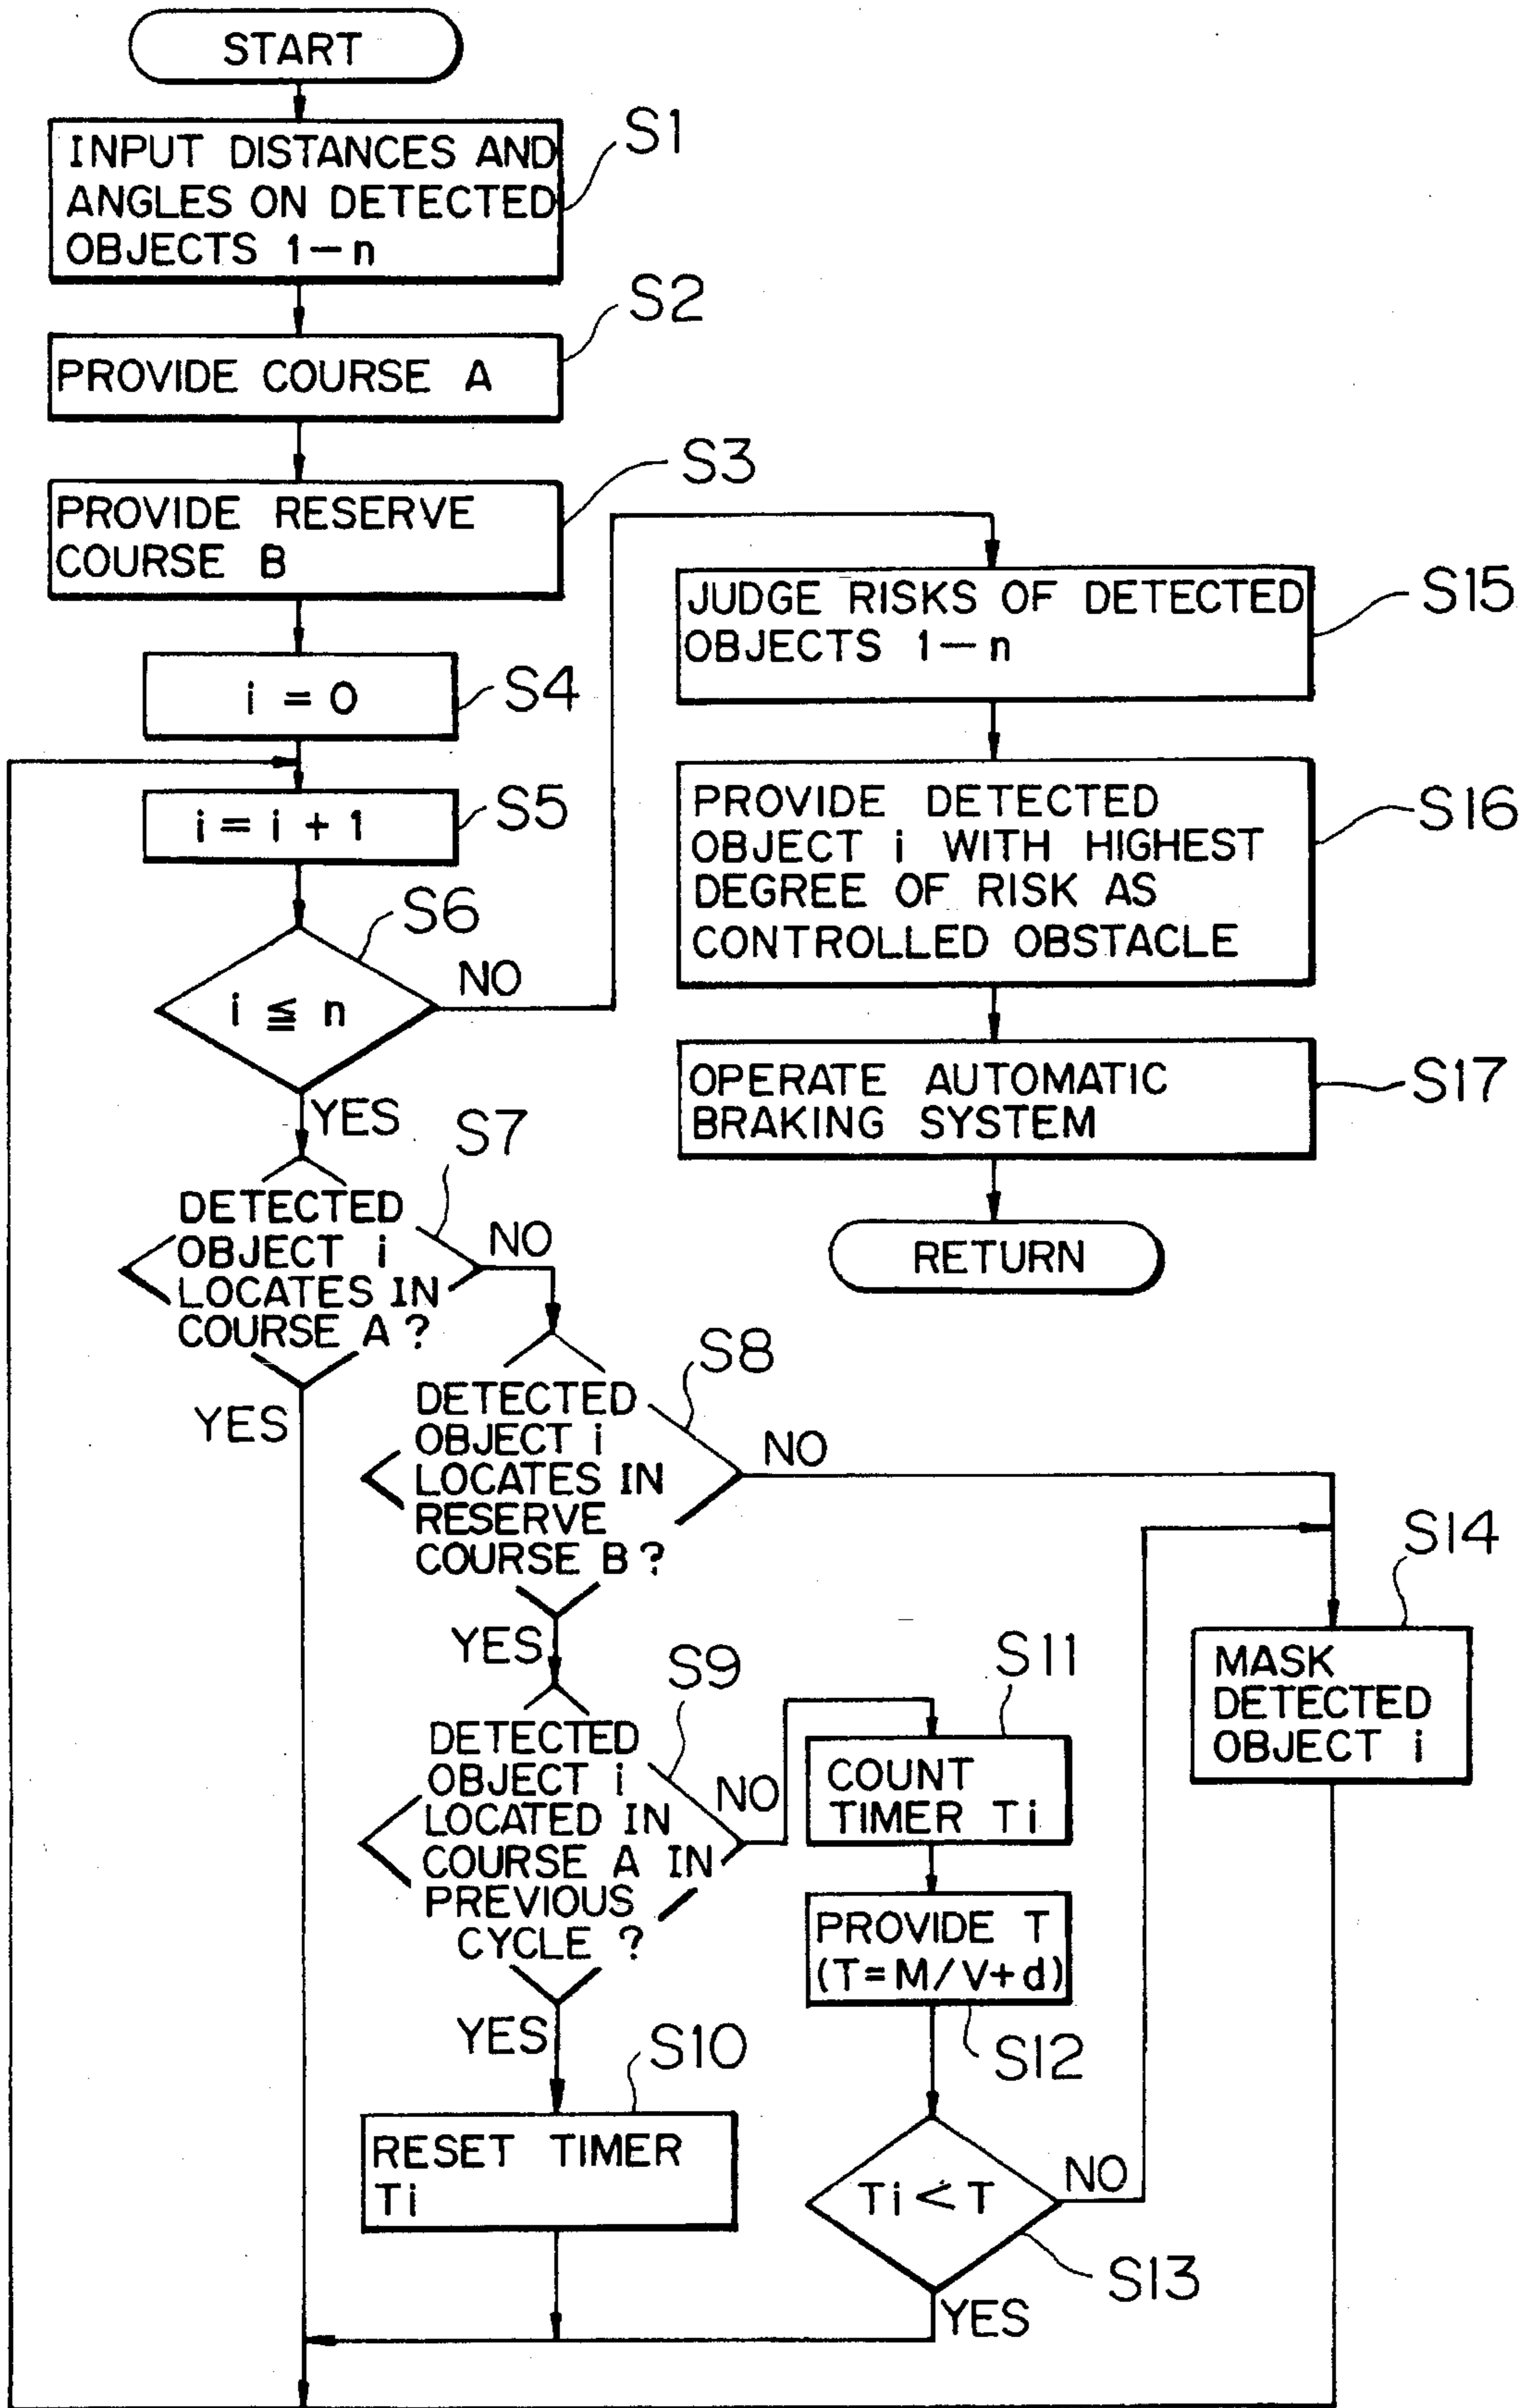 START
INPUT DISTANCES AND
ANGLES ON DETECTED
OBJECTS 1–n
S1
PROVIDE COURSE A
S2
PROVIDE RESERVE
COURSE B
S3
i = 0
S4
i = i + 1
S5
i ≦ n
S6
NO
YES
DETECTED
OBJECT i
LOCATES IN
COURSE A ?
S7
NO
YES
DETECTED
OBJECT i
LOCATES IN
RESERVE
COURSE B ?
S8
NO
YES
DETECTED
OBJECT i
LOCATED IN
COURSE A IN
PREVIOUS
CYCLE ?
S9
NO
YES
RESET TIMER
Ti
S10
COUNT
TIMER Ti
S11
PROVIDE T
(T=M/V+d)
S12
Ti < T
S13
NO
YES
MASK
DETECTED
OBJECT i
S14
JUDGE RISKS OF DETECTED
OBJECTS 1–n
S15
PROVIDE DETECTED
OBJECT i WITH HIGHEST
DEGREE OF RISK AS
CONTROLLED OBSTACLE
S16
OPERATE AUTOMATIC
BRAKING SYSTEM
S17
RETURN